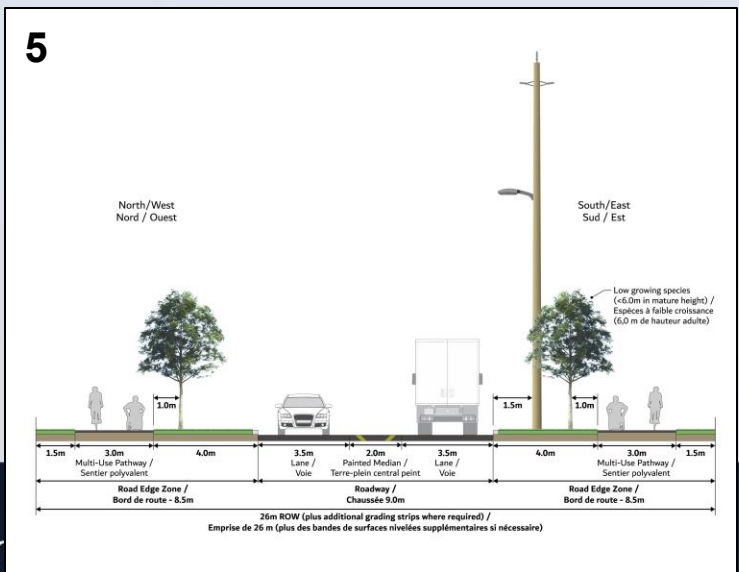 5
North/West
Nord / Ouest
South/East
Sud / Est
Low growing species
(<6.0m in mature height) /
Espèces à faible croissance
(6,0 m de hauteur adulte)
1.0m
1.5m
1.0m
1.5m
3.0m
4.0m
3.5m
2.0m
3.5m
4.0m
3.0m
1.5m
Multi-Use Pathway /
Sentier polyvalent
Lane /
Voie
Painted Median /
Terre-plein central peint
Lane /
Voie
Multi-Use Pathway /
Sentier polyvalent
Road Edge Zone /
Bord de route - 8.5m
Roadway /
Chaussée 9.0m
Road Edge Zone /
Bord de route - 8.5m
26m ROW (plus additional grading strips where required) /
Emprise de 26 m (plus des bandes de surfaces nivelées supplémentaires si nécessaire)